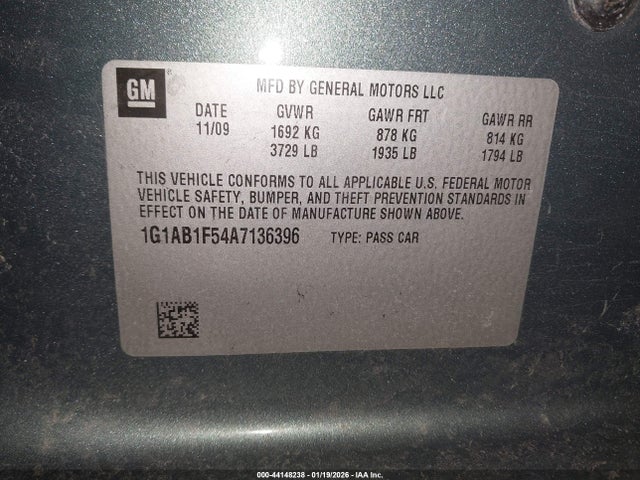 GM
MFD BY GENERAL MOTORS LLC
DATE GVWR GAWR FRT GAWR RR
11/09 1692 KG 878 KG 814 KG
3729 LB 1935 LB 1794 LB
THIS VEHICLE CONFORMS TO ALL APPLICABLE U.S. FEDERAL MOTOR
VEHICLE SAFETY, BUMPER, AND THEFT PREVENTION STANDARDS IN
EFFECT ON THE DATE OF MANUFACTURE SHOWN ABOVE.
1G1AB1F54A7136396 TYPE: PASS CAR
000-44148238 - 01/19/2026 - IAA Inc.